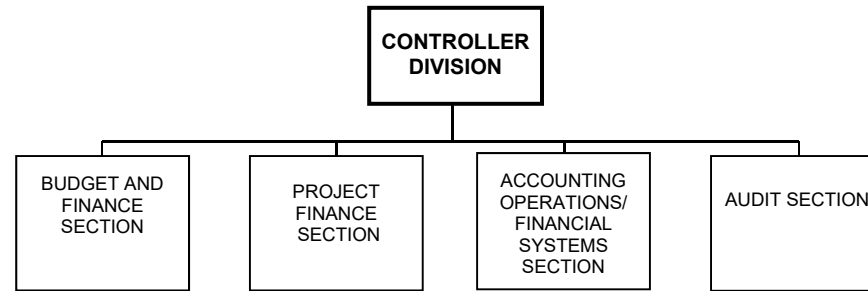 CONTROLLER
DIVISION
BUDGET AND
FINANCE
SECTION
PROJECT
FINANCE
SECTION
ACCOUNTING
OPERATIONS/
FINANCIAL
SYSTEMS
SECTION
AUDIT SECTION